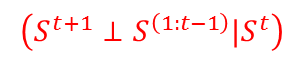 (S^{t+1} ⊥ S^{(1:t−1)}|S^t)